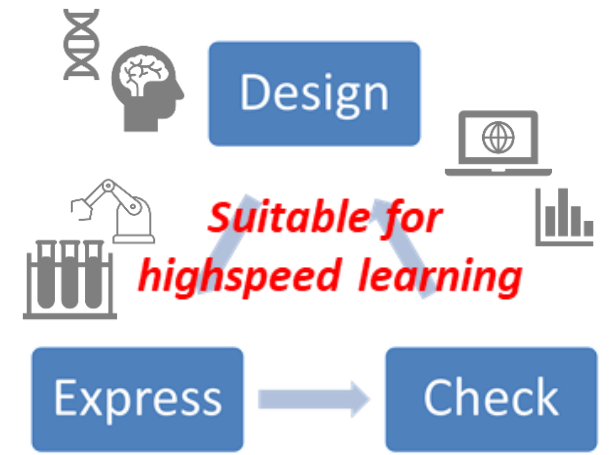 Design
Suitable for
highspeed learning
Express
Check